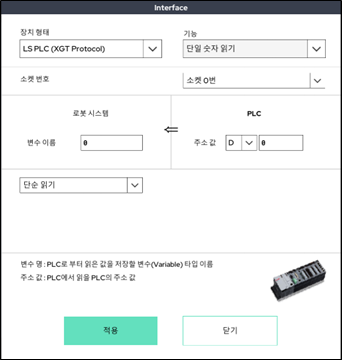 Interface
장치 형태
기능
LS PLC (XGT Protocol)
단일 숫자 읽기
소켓 번호
소켓 0번
로봇 시스템
PLC
변수 이름
0
주소 값
D
0
단순 읽기
변수 명 : PLC로 부터 읽은 값을 저장할 변수(Variable) 타입 이름
주소 값 : PLC에서 읽을 PLC의 주소 값
적용
닫기